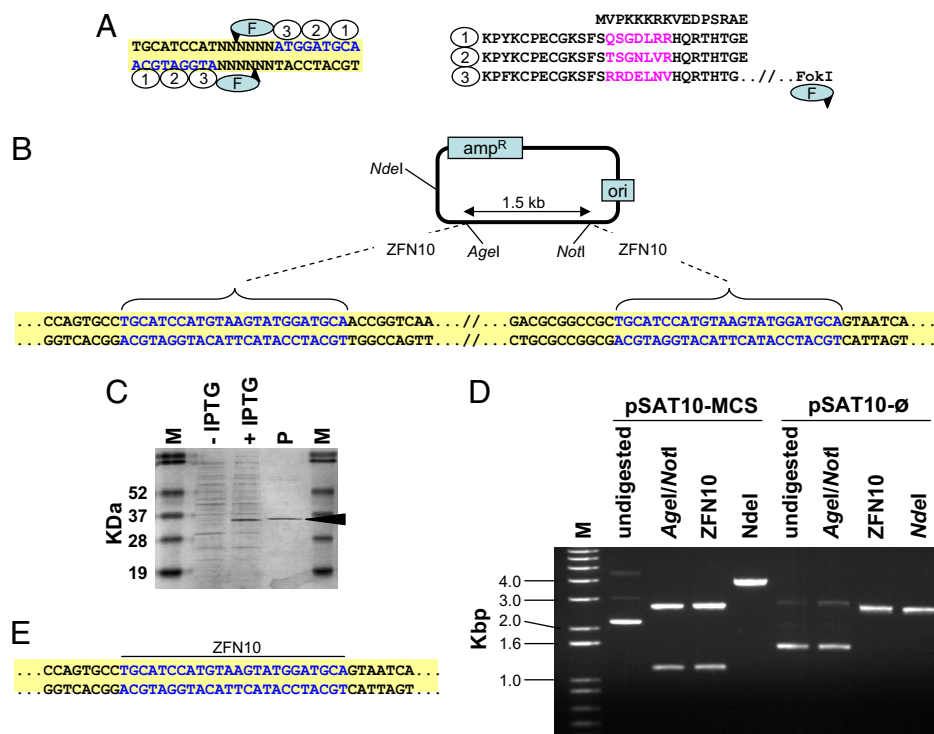 A
F
3
2
1
TGCATCCATNNNNNNATGGATGCA
ACGTAGGTANNNNNNTACCTACGT
1
2
3
F
MVPKKKRKVEDPSRAE
1 KPYKCPECGKSFSQSGDLRRHQRTHTGE
2 KPYKCPECGKSFSTSGNLVRHQRTHTGE
3 KPFKCPECGKSFSRRDELNVHQRTHTG..//..FokI
F
B
ampR
NdeI
ori
1.5 kb
ZFN10
AgeI
NotI
ZFN10
...CCAGTGCCTGCATCCATGTAAGTATGGATGCAACCGGTCAA...//...GACGCGGCCGCTGCATCCATGTAAGTATGGATGCAGTAATCA...
...GGTCACGGACGTAGGTACATTCATACCTACGTTGGCCAGTT...//...CTGCGCCGGCGACGTAGGTACATTCATACCTACGTCATTAGT...
C
M
- IPTG
+ IPTG
P
M
KDa
52
37
28
19
D
pSAT10-MCS
pSAT10-ø
M
undigested
AgeI/NotI
ZFN10
NdeI
undigested
AgeI/NotI
ZFN10
NdeI
Kbp
4.0
3.0
2.0
1.6
1.0
E
ZFN10
...CCAGTGCCTGCATCCATGTAAGTATGGATGCAGTAATCA...
...GGTCACGGACGTAGGTACATTCATACCTACGTCATTAGT...